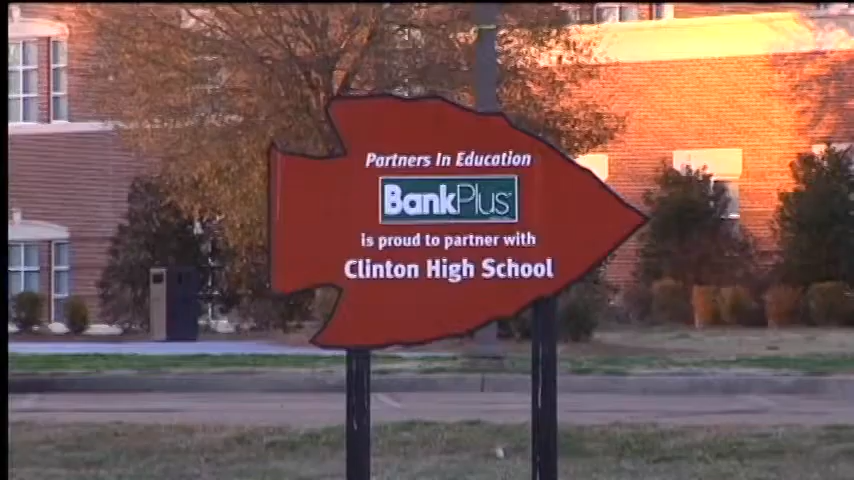 Partners In Education
BankPlus
is proud to partner with
Clinton High School